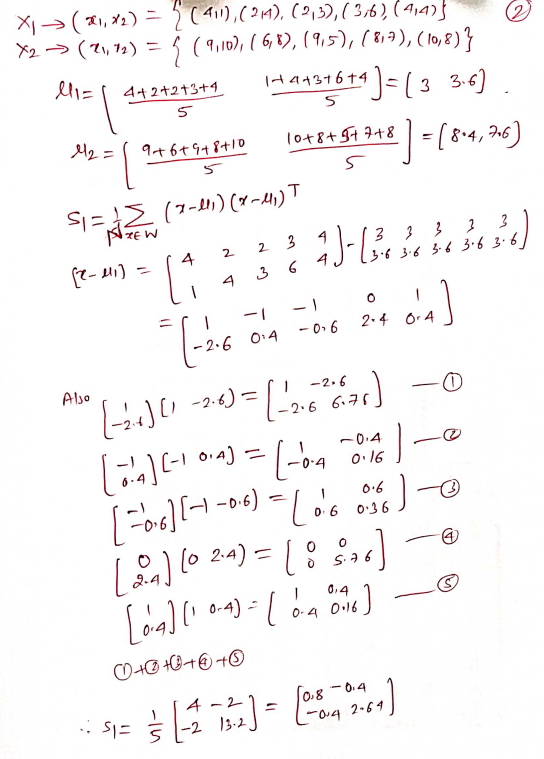 ②
X1 → (x1, x2) = { (4,1), (2,4), (2,3), (3,6), (4,4)}
X2 → (x1, x2) = { (9,10), (6,8), (9,5), (8,7), (10,8)}
μ1 = [ 4+2+2+3+4 / 5   1+4+3+6+4 / 5 ] = [ 3  3.6] .
μ2 = [ 9+6+9+8+10 / 5   10+8+5+7+8 / 5 ] = [8.4, 7.6]
S1 = 1/N Σ x∈W (x-μ1) (x-μ1)T
[x-μ1) = [ 4 2 2 3 4 ] - [ 3 3 3 3 3 3
1 4 3 6 4   3.6 3.6 3.6 3.6 3.6 ]
= [ 1 -1 -1 0 1
-2.6 0.4 -0.6 2.4 0.4 ]
Also [ 1 -2.6 ) [1 -2.6) = [ 1 -2.6 -2.6 6.76 ] — ①
[ -1 0.4 ] [-1 0.4) = [ 1 -0.4 -0.4 0.16 ] — ②
[ -1 -0.6 ] [-1 -0.6) = [ 1 0.6 0.6 0.36 ] — ③
[ 0 2.4 ] [0 2.4) = [ 0 0 0 5.76 ] — ④
[ 1 0.4 ] [1 0.4) = [ 1 0.4 0.4 0.16 ] — ⑤
①+②+③+④+⑤
∴ S1 = 1/5 [ 4 -2 -2 13.2 ] = [ 0.8 -0.4 -0.4 2.64 ]